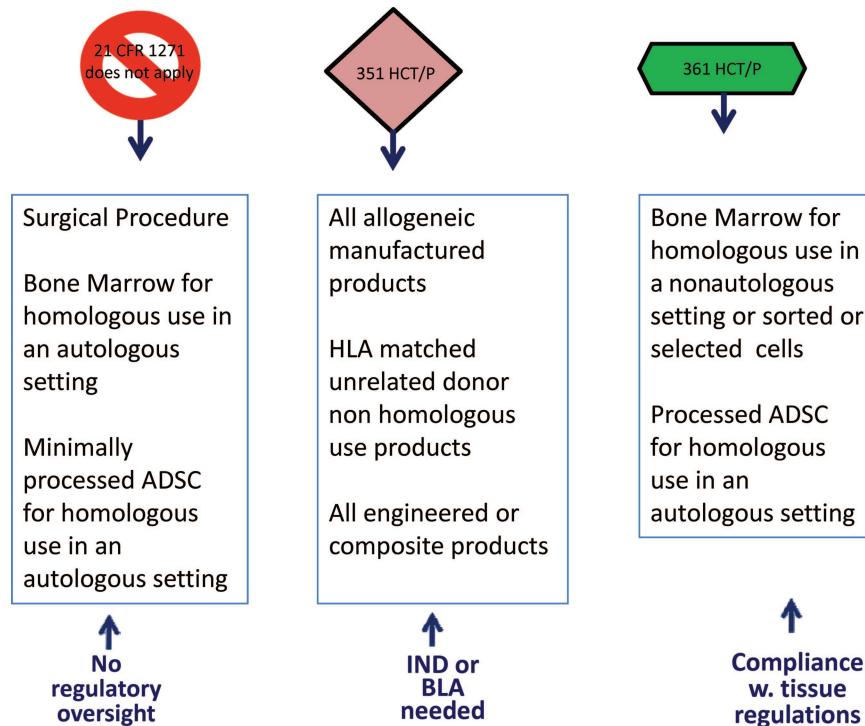 21 CFR 1271
does not apply
351 HCT/P
361 HCT/P
Surgical Procedure
Bone Marrow for
homologous use in
an autologous
setting
Minimally
processed ADSC
for homologous
use in an
autologous setting
All allogeneic
manufactured
products
HLA matched
unrelated donor
non homologous
use products
All engineered or
composite products
Bone Marrow for
homologous use in
a nonautologous
setting or sorted or
selected cells
Processed ADSC
for homologous
use in an
autologous setting
No
regulatory
oversight
IND or
BLA
needed
Compliance
w. tissue
regulations